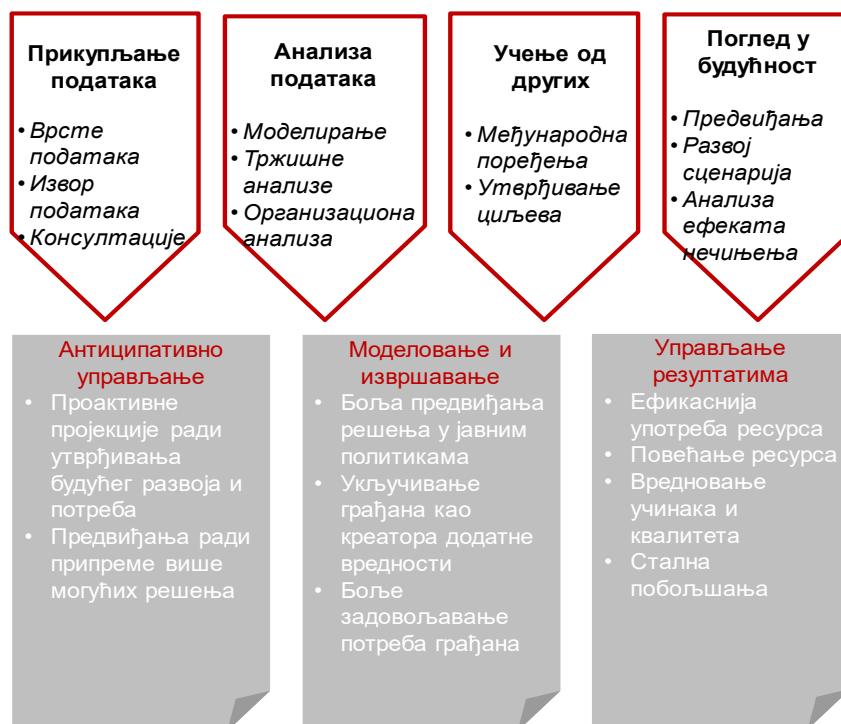 Прикупљање
података
• Врсте
података
• Извор
података
• Консултације
Анализа
података
• Моделирање
• Тржишне
анализе
• Организациона
анализа
Учење од
других
• Међународна
поређења
• Утврђивање
циљева
Поглед у
будућност
• Предвиђања
• Развој
сценарија
• Анализа
ефеката
нечињења
Антиципативно
управљање
• Проактивне
пројекције ради
утврђивања
будућег развоја и
потреба
• Предвиђања ради
припреме више
могућих решења
Моделовање и
извршавање
• Боља предвиђања
решења у јавним
политикама
• Укључивање
грађана као
креатора додатне
вредности
• Боље
задовољавање
потреба грађана
Управљање
резултатима
• Ефикаснија
употреба ресурса
• Повећање ресурса
• Вредновање
учинака и
квалитета
• Стална
побољшања